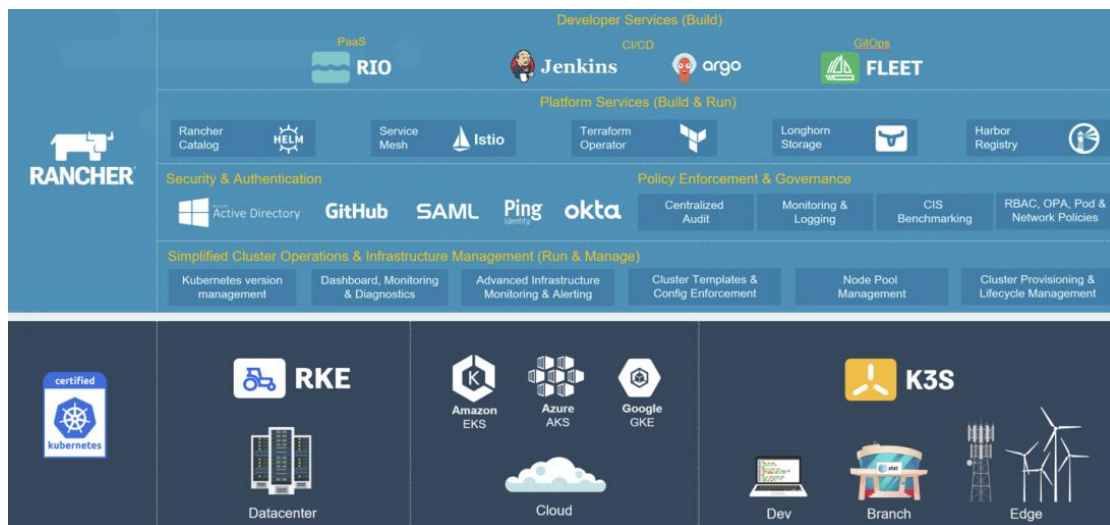 Developer Services (Build)
PaaS
CI/CD
GitOps
RIO
Jenkins
argo
FLEET
Platform Services (Build & Run)
RANCHER
Rancher
Catalog
HELM
Service
Mesh
Istio
Terraform
Operator
Longhorn
Storage
Harbor
Registry
Security & Authentication
Policy Enforcement & Governance
Active Directory
GitHub
SAML
Ping
Identity
okta
Centralized
Audit
Monitoring &
Logging
CIS
Benchmarking
RBAC, OPA, Pod &
Network Policies
Simplified Cluster Operations & Infrastructure Management (Run & Manage)
Kubernetes version
management
Dashboard, Monitoring
& Diagnostics
Advanced Infrastructure
Monitoring & Alerting
Cluster Templates &
Config Enforcement
Node Pool
Management
Cluster Provisioning &
Lifecycle Management
certified
kubernetes
RKE
Datacenter
K
Amazon
EKS
Azure
AKS
Google
GKE
Cloud
K3S
Dev
Branch
Edge